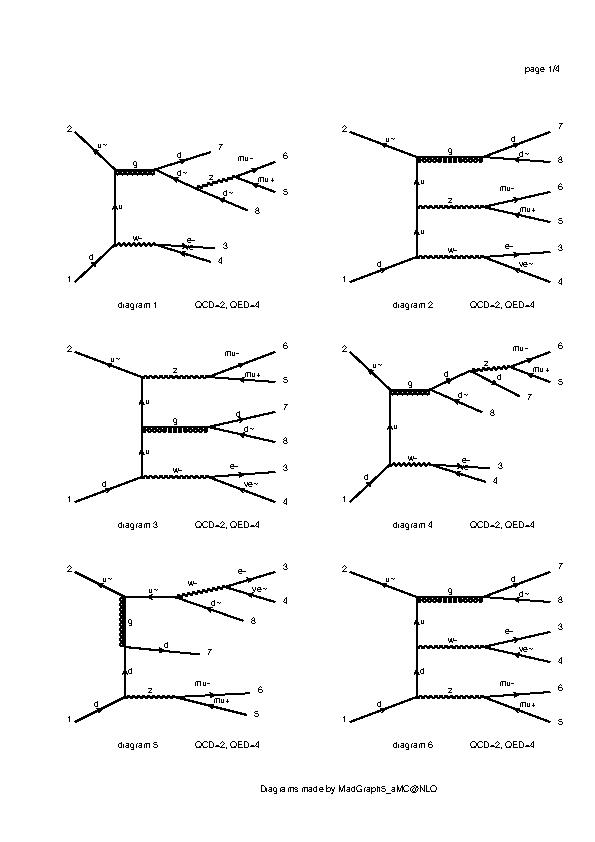 page 1/4
2
u~
g
d
7
d~
z
mu-
6
mu+
5
d~
8
u
w-
e-
3
4
d
1
diagram 1 QCD=2, QED=4
2
u~
g
d
7
d~
8
u
z
mu-
6
mu+
5
u
w-
e-
3
ve~
4
d
1
diagram 2 QCD=2, QED=4
2
u~
z
mu-
6
mu+
5
u
g
d
7
d~
8
u
w-
e-
3
ve~
4
d
1
diagram 3 QCD=2, QED=4
2
u~
g
d
z
mu-
6
mu+
5
d
7
d~
8
u
w-
e-
3
4
d
1
diagram 4 QCD=2, QED=4
2
u~
u~
w-
e-
3
ve~
4
d~
8
g
d
7
d
z
mu-
6
mu+
5
d
1
diagram 5 QCD=2, QED=4
2
u~
g
d
7
d~
8
u
w-
e-
3
ve~
4
d
z
mu-
6
mu+
5
d
1
diagram 6 QCD=2, QED=4
Diagrams made by MadGraph5_aMC@NLO